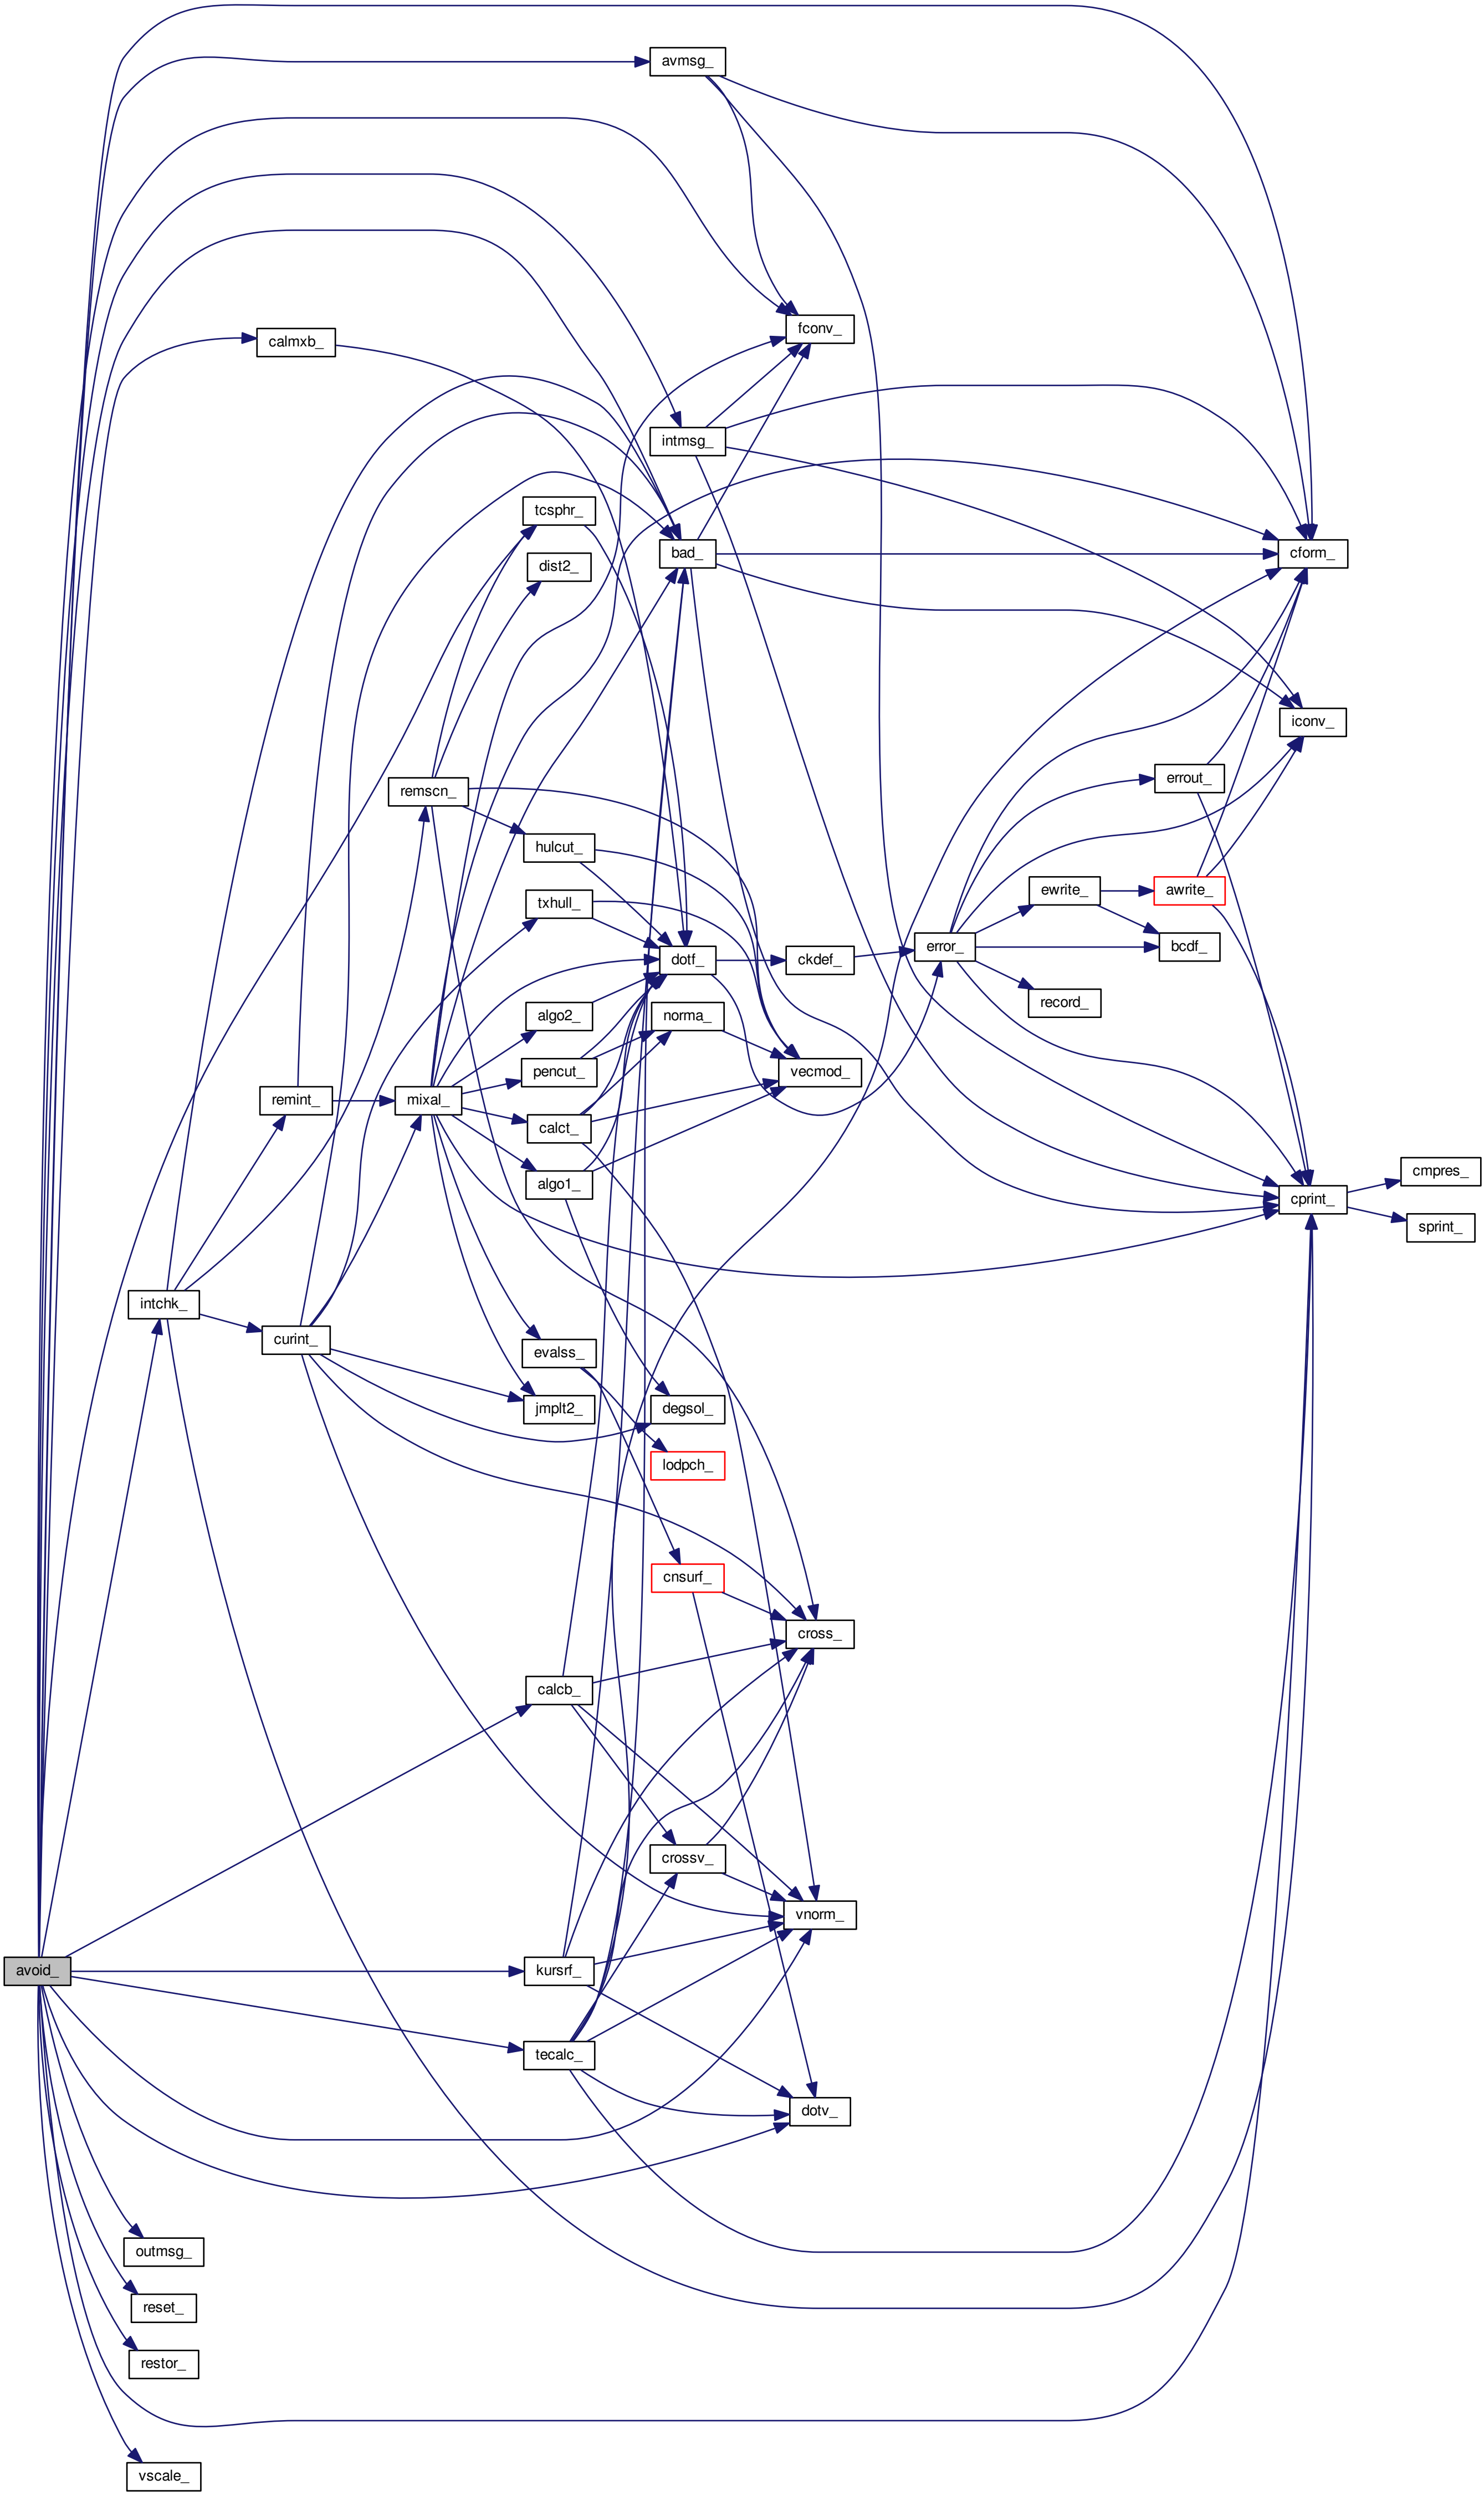 avmsg_
fconv_
calmxb_
intmsg_
tcsphr_
bad_
cform_
dist2_
iconv_
remscn_
errout_
hulcut_
ewrite_
awrite_
txhull_
error_
bcdf_
dotf_
ckdef_
record_
algo2_
norma_
pencut_
vecmod_
remint_
mixal_
calct_
cmpres_
algo1_
cprint_
sprint_
intchk_
curint_
evalss_
jmplt2_
degsol_
lodpch_
cnsurf_
cross_
calcb_
crossv_
vnorm_
avoid_
kursrf_
tecalc_
dotv_
outmsg_
reset_
restor_
vscale_